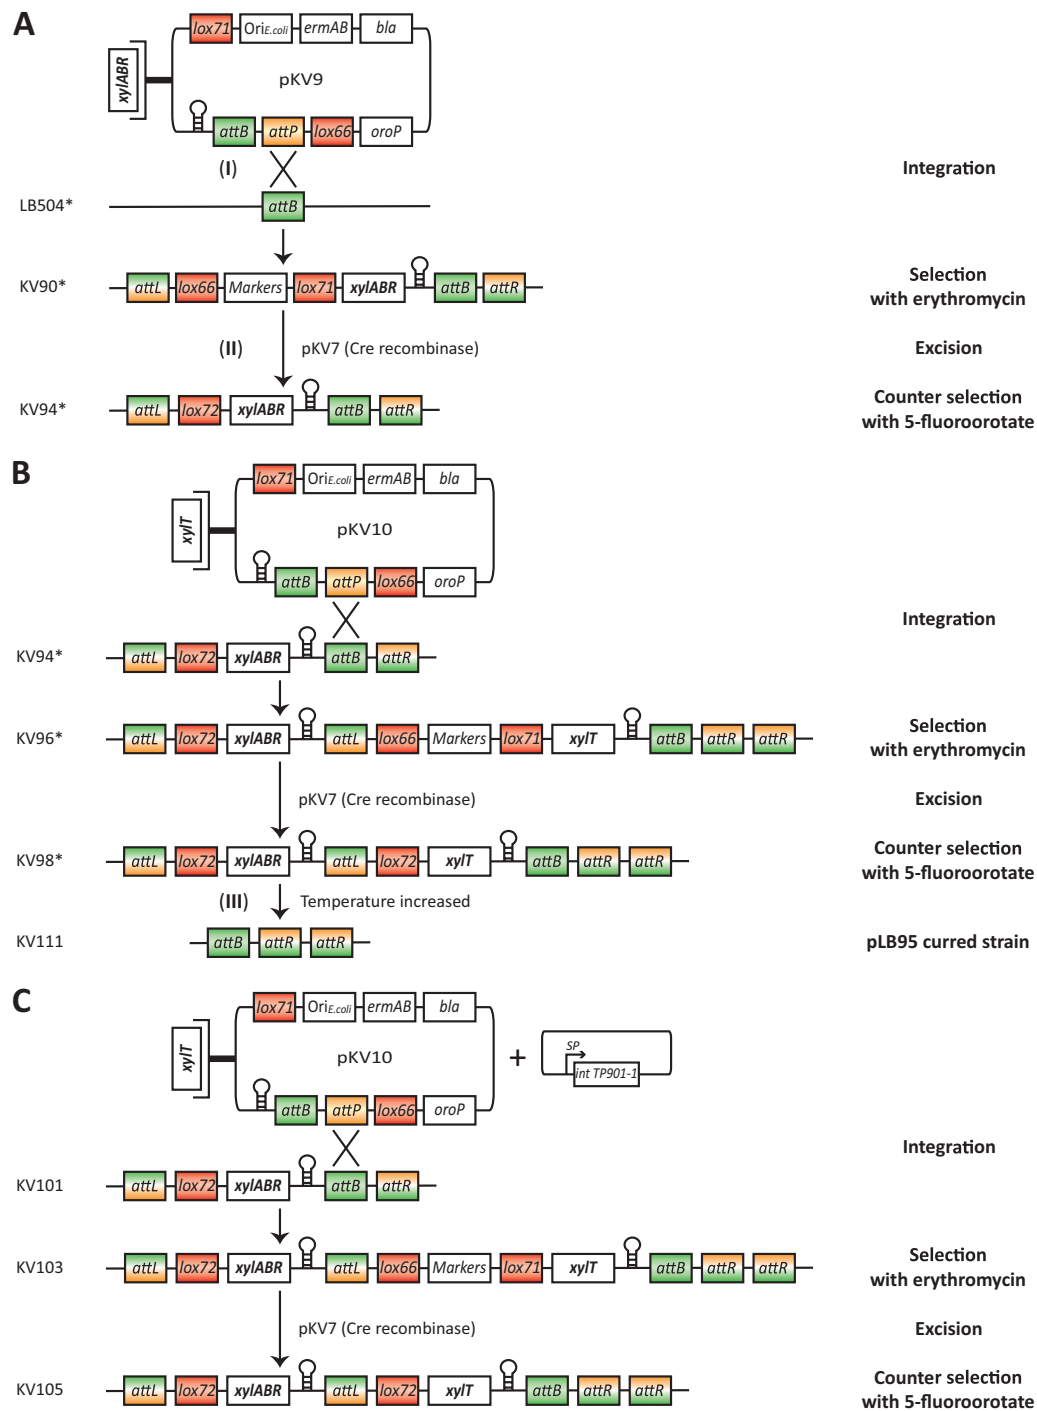 A
lox71 OriE.coli ermAB bla
xylABR
pKV9
attB attP lox66 oroP
(I)
Integration
LB504*
attB
KV90*
attL lox66 Markers lox71 xylABR attB attR
Selection
with erythromycin
(II)
pKV7 (Cre recombinase)
Excision
KV94*
attL lox72 xylABR attB attR
Counter selection
with 5-fluoroorotate
B
lox71 OriE.coli ermAB bla
xylT
pKV10
attB attP lox66 oroP
Integration
KV94*
attL lox72 xylABR attB attR
KV96*
attL lox72 xylABR attL lox66 Markers lox71 xylT attB attR attR
Selection
with erythromycin
pKV7 (Cre recombinase)
Excision
KV98*
attL lox72 xylABR attL lox72 xylT attB attR attR
Counter selection
with 5-fluoroorotate
(III)
Temperature increased
KV111
attB attR attR
pLB95 curred strain
C
lox71 OriE.coli ermAB bla
xylT
pKV10
+
SP
int TP901-1
attB attP lox66 oroP
Integration
KV101
attL lox72 xylABR attB attR
KV103
attL lox72 xylABR attL lox66 Markers lox71 xylT attB attR attR
Selection
with erythromycin
pKV7 (Cre recombinase)
Excision
KV105
attL lox72 xylABR attL lox72 xylT attB attR attR
Counter selection
with 5-fluoroorotate